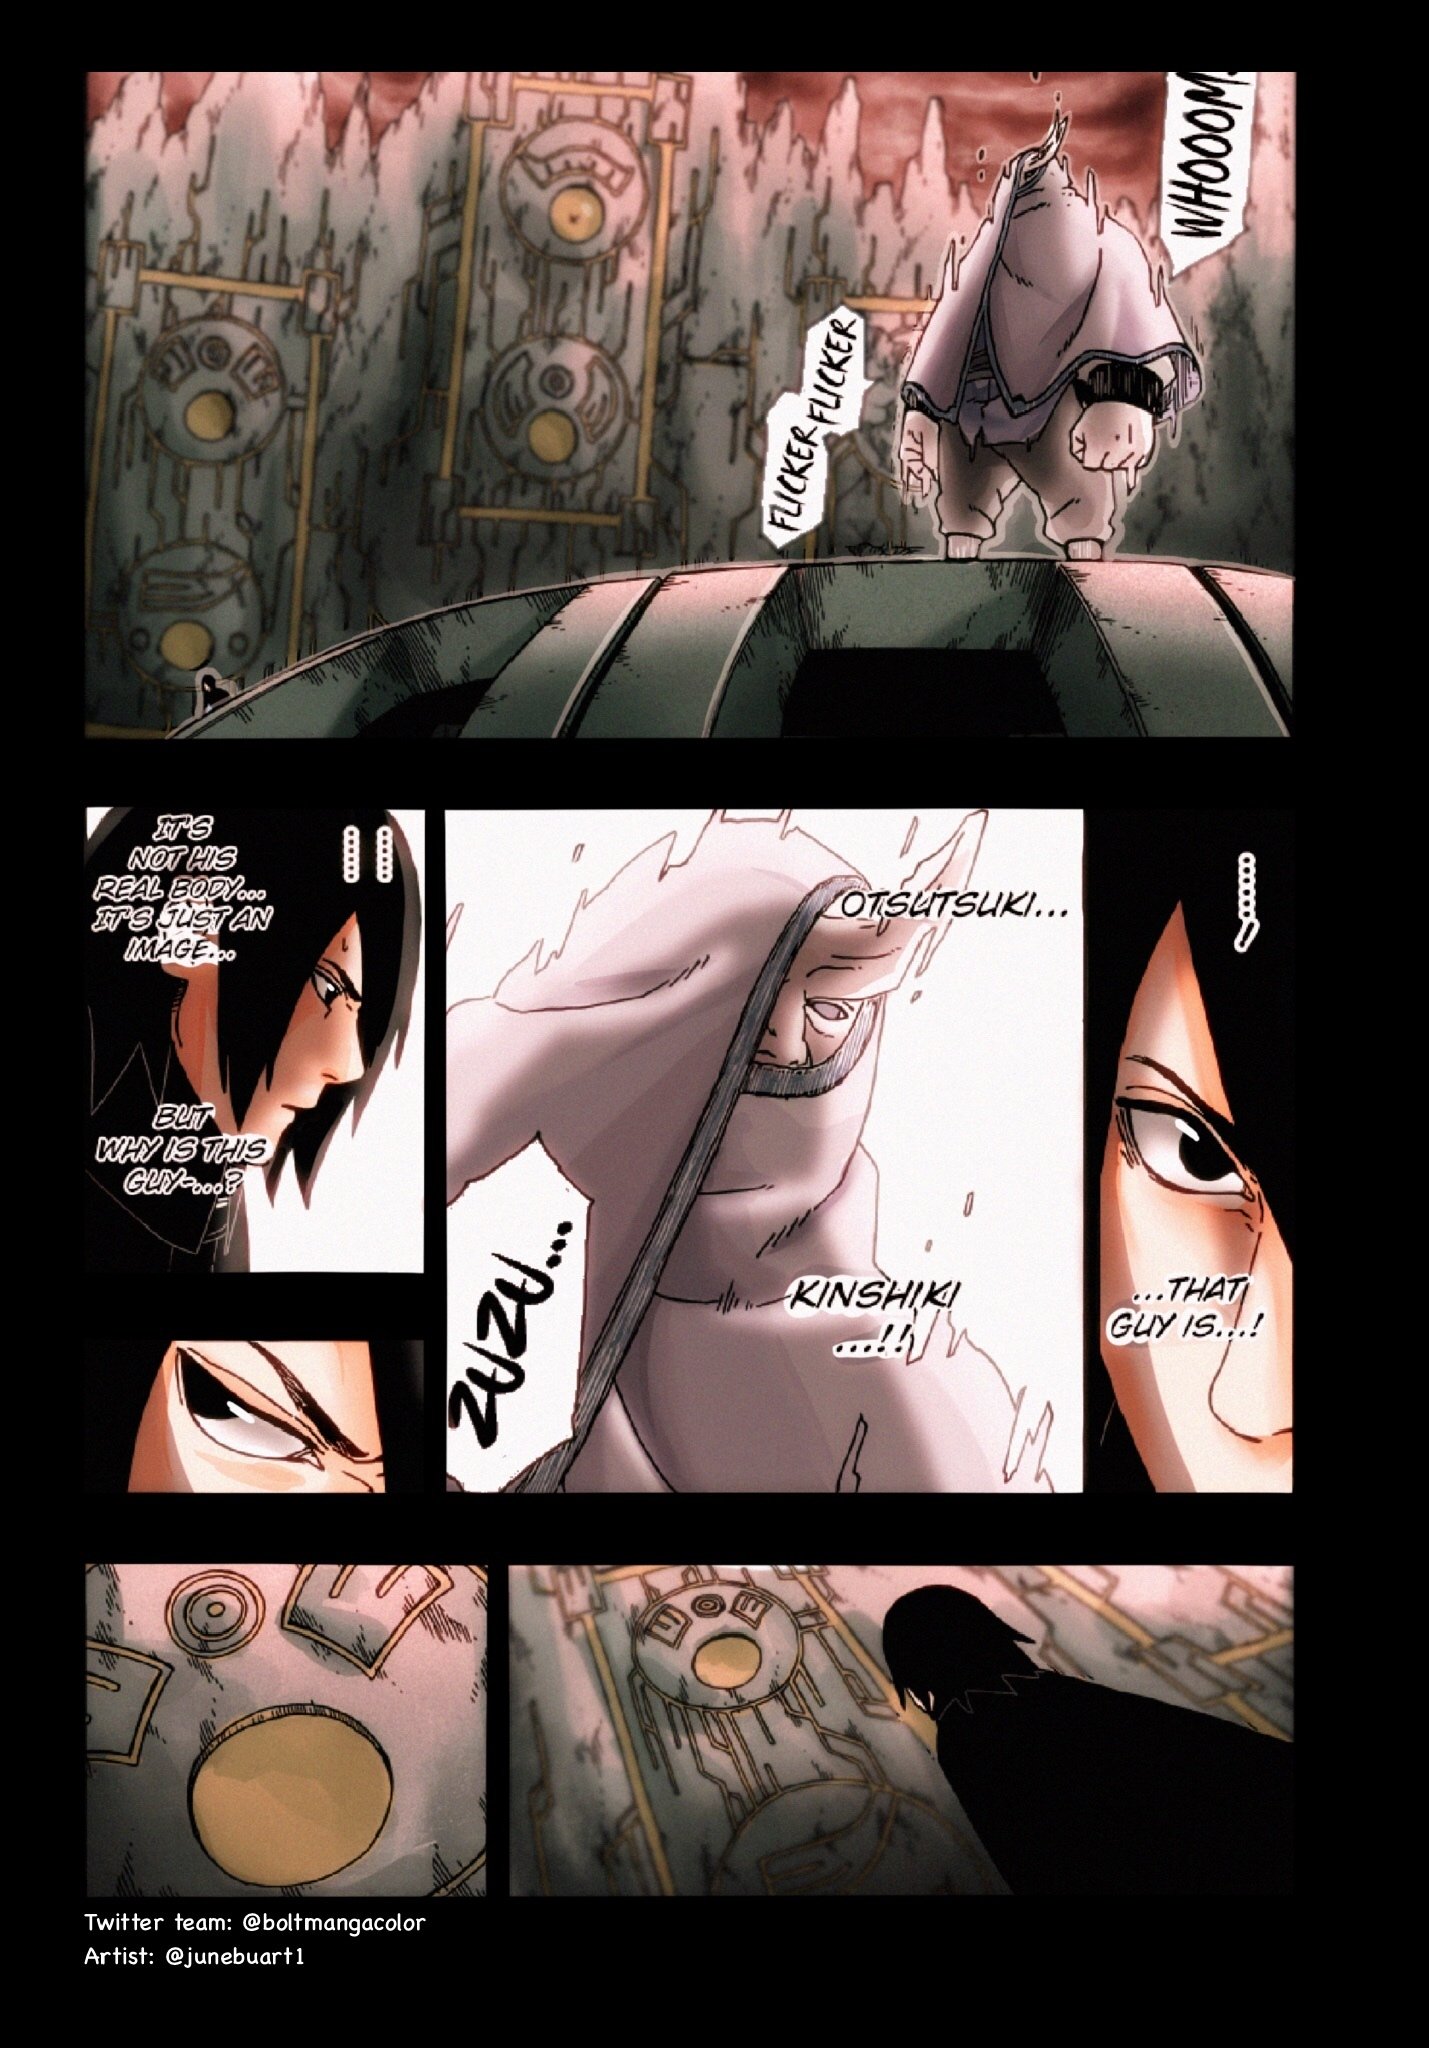 WHOOOM!
FLICKER FLICKER
...THAT
GUY IS...!
OTSUTSUKI...
KINSHIKI
...!!
ZUZU...
IT'S
NOT HIS
REAL BODY...
IT'S JUST AN
IMAGE...
BUT
WHY IS THIS
GUY-...?
Twitter team: @boltmangacolor
Artist: @junebuart1